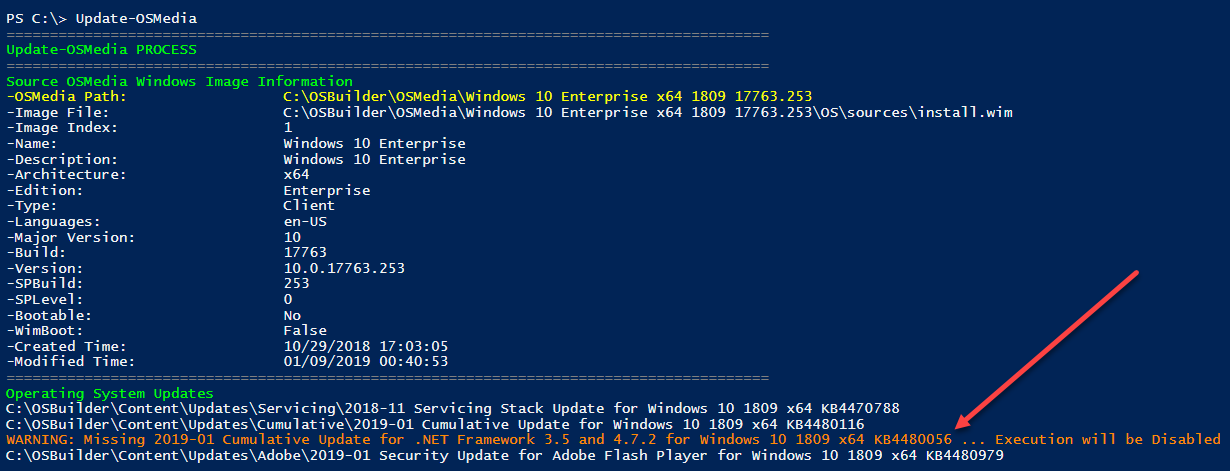 PS C:\> Update-OSMedia
=========================================================================================
Update-OSMedia PROCESS
=========================================================================================
Source OSMedia Windows Image Information
-OSMedia Path: C:\OSBuilder\OSMedia\Windows 10 Enterprise x64 1809 17763.253
-Image File: C:\OSBuilder\OSMedia\Windows 10 Enterprise x64 1809 17763.253\OS\sources\install.wim
-Image Index: 1
-Name: Windows 10 Enterprise
-Description: Windows 10 Enterprise
-Architecture: x64
-Edition: Enterprise
-Type: Client
-Languages: en-US
-Major Version: 10
-Build: 17763
-Version: 10.0.17763.253
-SPBuild: 253
-SPLevel: 0
-Bootable: No
-WimBoot: False
-Created Time: 10/29/2018 17:03:05
-Modified Time: 01/09/2019 00:40:53
=========================================================================================
Operating System Updates
C:\OSBuilder\Content\Updates\Servicing\2018-11 Servicing Stack Update for Windows 10 1809 x64 KB4470788
C:\OSBuilder\Content\Updates\Cumulative\2019-01 Cumulative Update for Windows 10 1809 x64 KB4480116
WARNING: Missing 2019-01 Cumulative Update for .NET Framework 3.5 and 4.7.2 for Windows 10 1809 x64 KB4480056 ... Execution will be Disabled
C:\OSBuilder\Content\Updates\Adobe\2019-01 Security Update for Adobe Flash Player for Windows 10 1809 x64 KB4480979